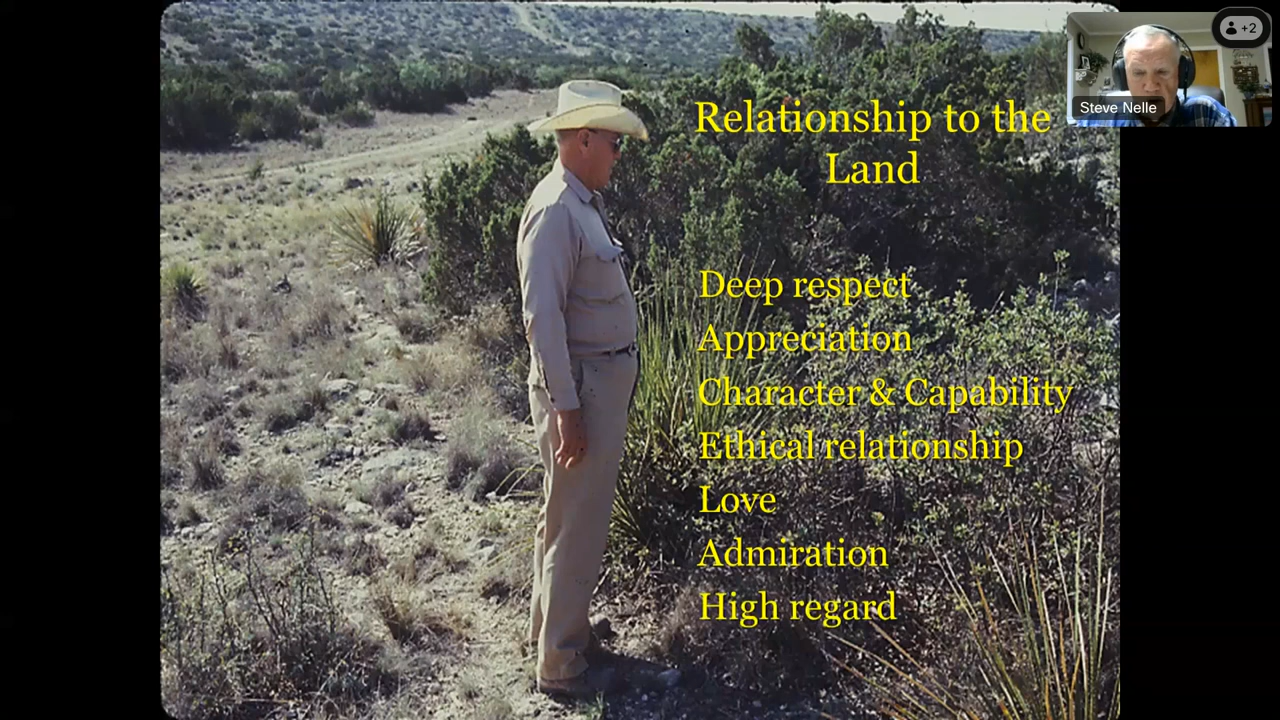 Relationship to the
Land
Deep respect
Appreciation
Character & Capability
Ethical relationship
Love
Admiration
High regard
Steve Nelle
+2